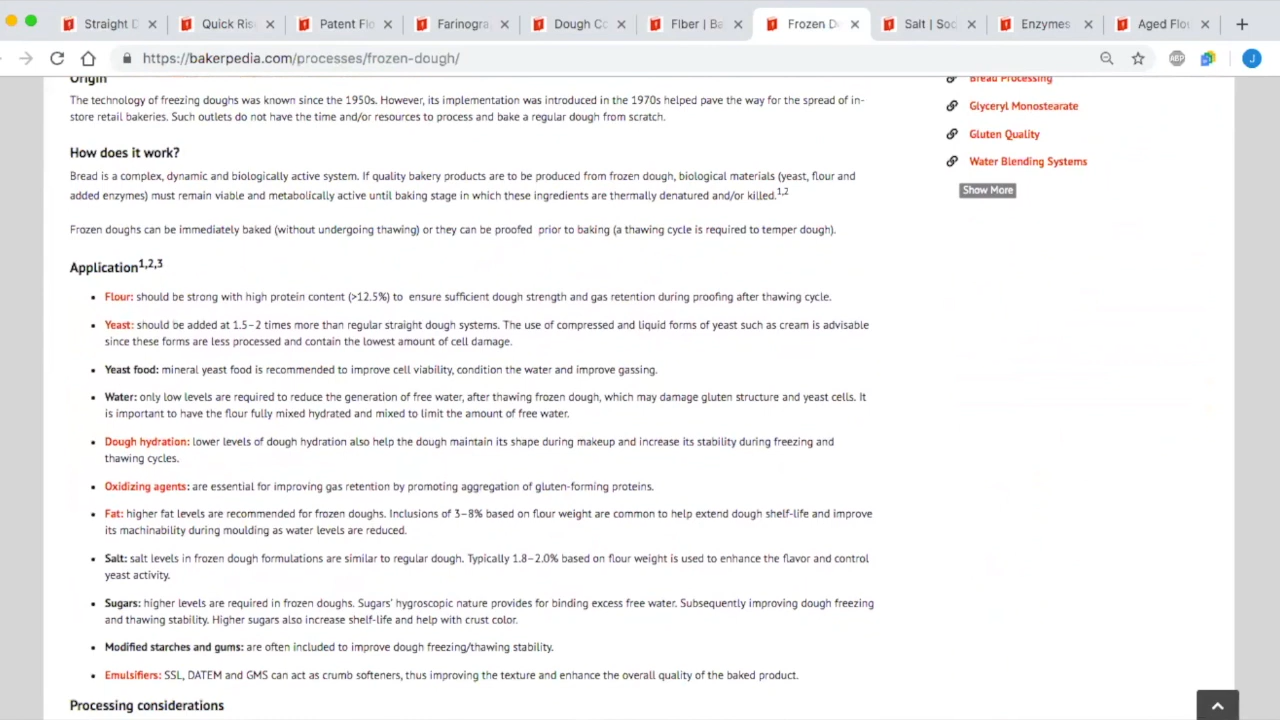 Straight D
Quick Ris
Patent Flo
Farinogra
Dough Co
Fiber | Ba
Frozen D
Salt | Soc
Enzymes
Aged Flo
https://bakerpedia.com/processes/frozen-dough/
ABP
J
Origin
The technology of freezing doughs was known since the 1950s. However, its implementation was introduced in the 1970s helped pave the way for the spread of in-
store retail bakeries. Such outlets do not have the time and/or resources to process and bake a regular dough from scratch.
How does it work?
Bread is a complex, dynamic and biologically active system. If quality bakery products are to be produced from frozen dough, biological materials (yeast, flour and
added enzymes) must remain viable and metabolically active until baking stage in which these ingredients are thermally denatured and/or killed.1,2
Frozen doughs can be immediately baked (without undergoing thawing) or they can be proofed prior to baking (a thawing cycle is required to temper dough).
Application1,2,3
• Flour: should be strong with high protein content (>12.5%) to ensure sufficient dough strength and gas retention during proofing after thawing cycle.
• Yeast: should be added at 1.5–2 times more than regular straight dough systems. The use of compressed and liquid forms of yeast such as cream is advisable
since these forms are less processed and contain the lowest amount of cell damage.
• Yeast food: mineral yeast food is recommended to improve cell viability, condition the water and improve gassing.
• Water: only low levels are required to reduce the generation of free water, after thawing frozen dough, which may damage gluten structure and yeast cells. It
is important to have the flour fully mixed hydrated and mixed to limit the amount of free water.
• Dough hydration: lower levels of dough hydration also help the dough maintain its shape during makeup and increase its stability during freezing and
thawing cycles.
• Oxidizing agents: are essential for improving gas retention by promoting aggregation of gluten-forming proteins.
• Fat: higher fat levels are recommended for frozen doughs. Inclusions of 3–8% based on flour weight are common to help extend dough shelf-life and improve
its machinability during moulding as water levels are reduced.
• Salt: salt levels in frozen dough formulations are similar to regular dough. Typically 1.8–2.0% based on flour weight is used to enhance the flavor and control
yeast activity.
• Sugars: higher levels are required in frozen doughs. Sugars' hygroscopic nature provides for binding excess free water. Subsequently improving dough freezing
and thawing stability. Higher sugars also increase shelf-life and help with crust color.
• Modified starches and gums: are often included to improve dough freezing/thawing stability.
• Emulsifiers: SSL, DATEM and GMS can act as crumb softeners, thus improving the texture and enhance the overall quality of the baked product.
Processing considerations
Bread Processing
Glyceryl Monostearate
Gluten Quality
Water Blending Systems
Show More